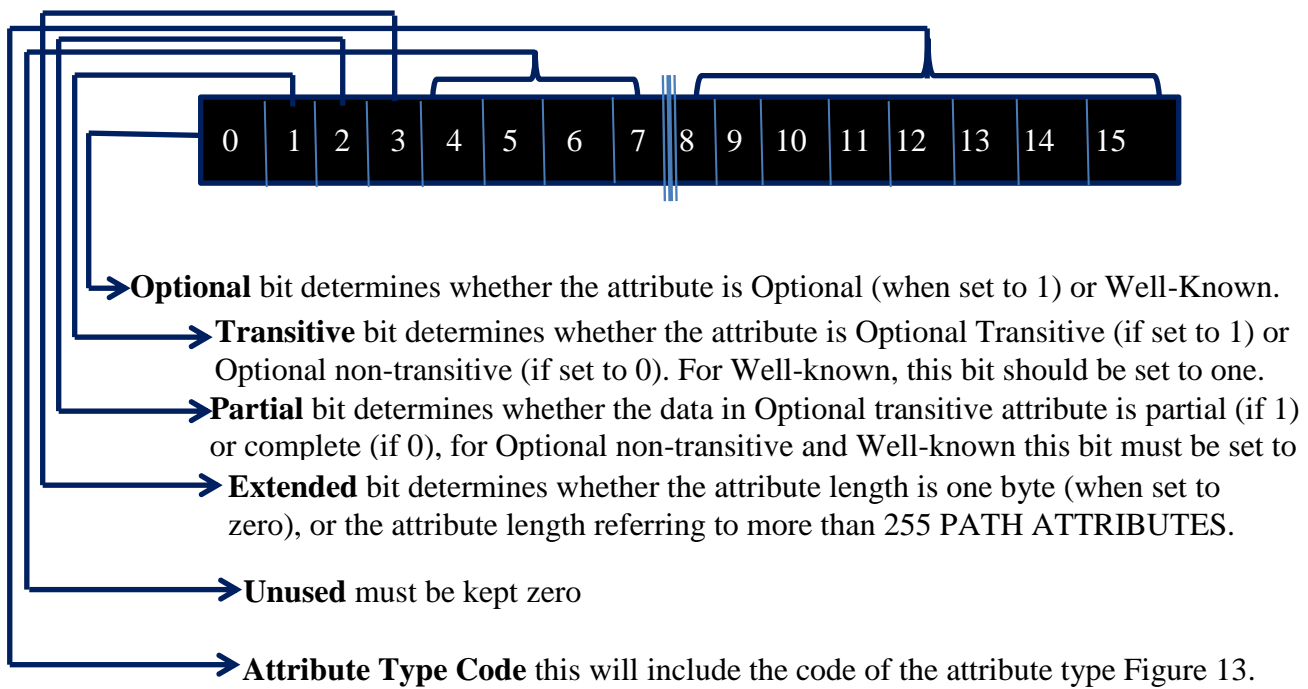 0 1 2 3 4 5 6 7 8 9 10 11 12 13 14 15
Optional bit determines whether the attribute is Optional (when set to 1) or Well-Known.
Transitive bit determines whether the attribute is Optional Transitive (if set to 1) or
Optional non-transitive (if set to 0). For Well-known, this bit should be set to one.
Partial bit determines whether the data in Optional transitive attribute is partial (if 1)
or complete (if 0), for Optional non-transitive and Well-known this bit must be set to
Extended bit determines whether the attribute length is one byte (when set to
zero), or the attribute length referring to more than 255 PATH ATTRIBUTES.
Unused must be kept zero
Attribute Type Code this will include the code of the attribute type Figure 13.